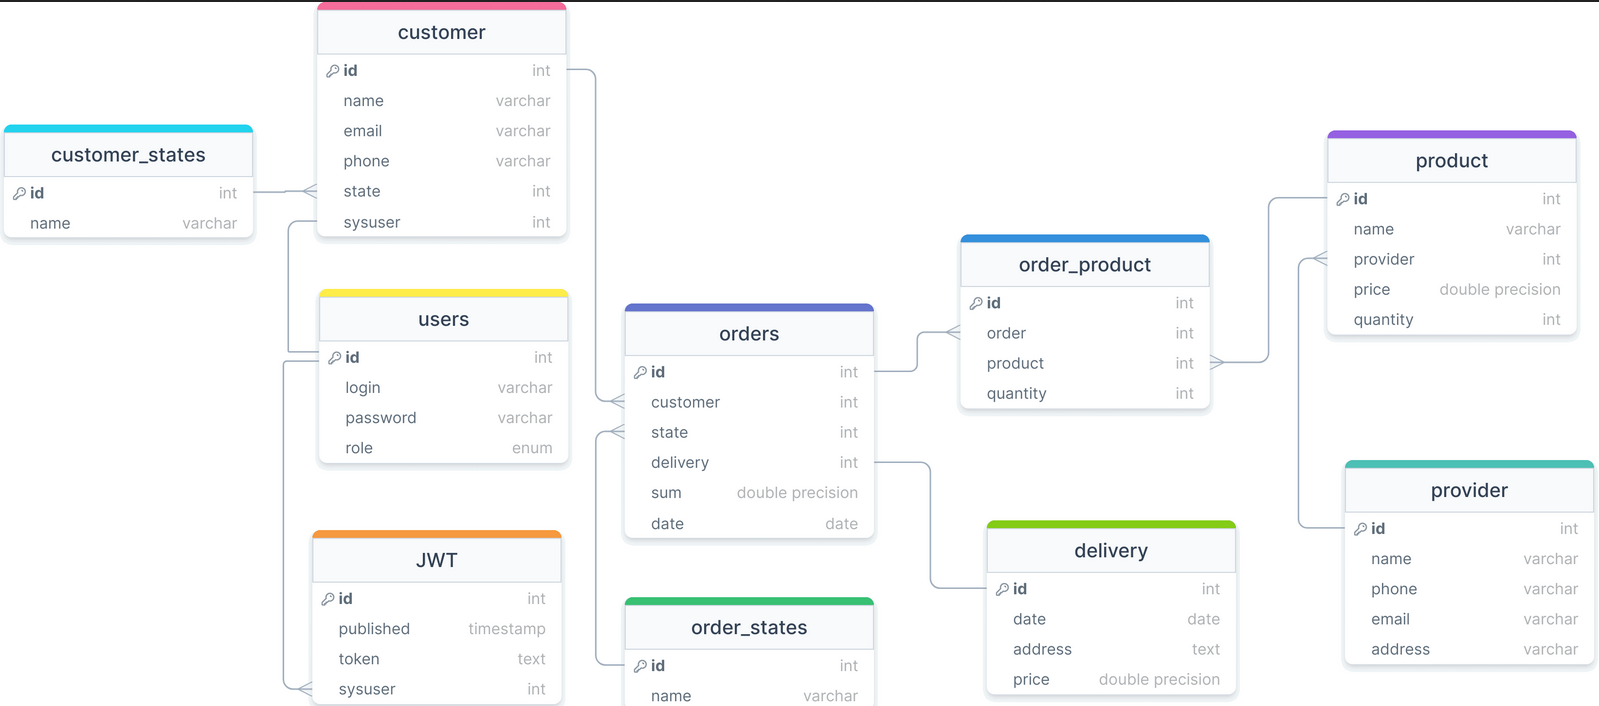 customer
id int
name varchar
email varchar
phone varchar
state int
sysuser int
customer_states
id int
name varchar
users
id int
login varchar
password varchar
role enum
JWT
id int
published timestamp
token text
sysuser int
orders
id int
customer int
state int
delivery int
sum double precision
date date
order_states
id int
name varchar
order_product
id int
order int
product int
quantity int
delivery
id int
date date
address text
price double precision
product
id int
name varchar
provider int
price double precision
quantity int
provider
id int
name varchar
phone varchar
email varchar
address varchar